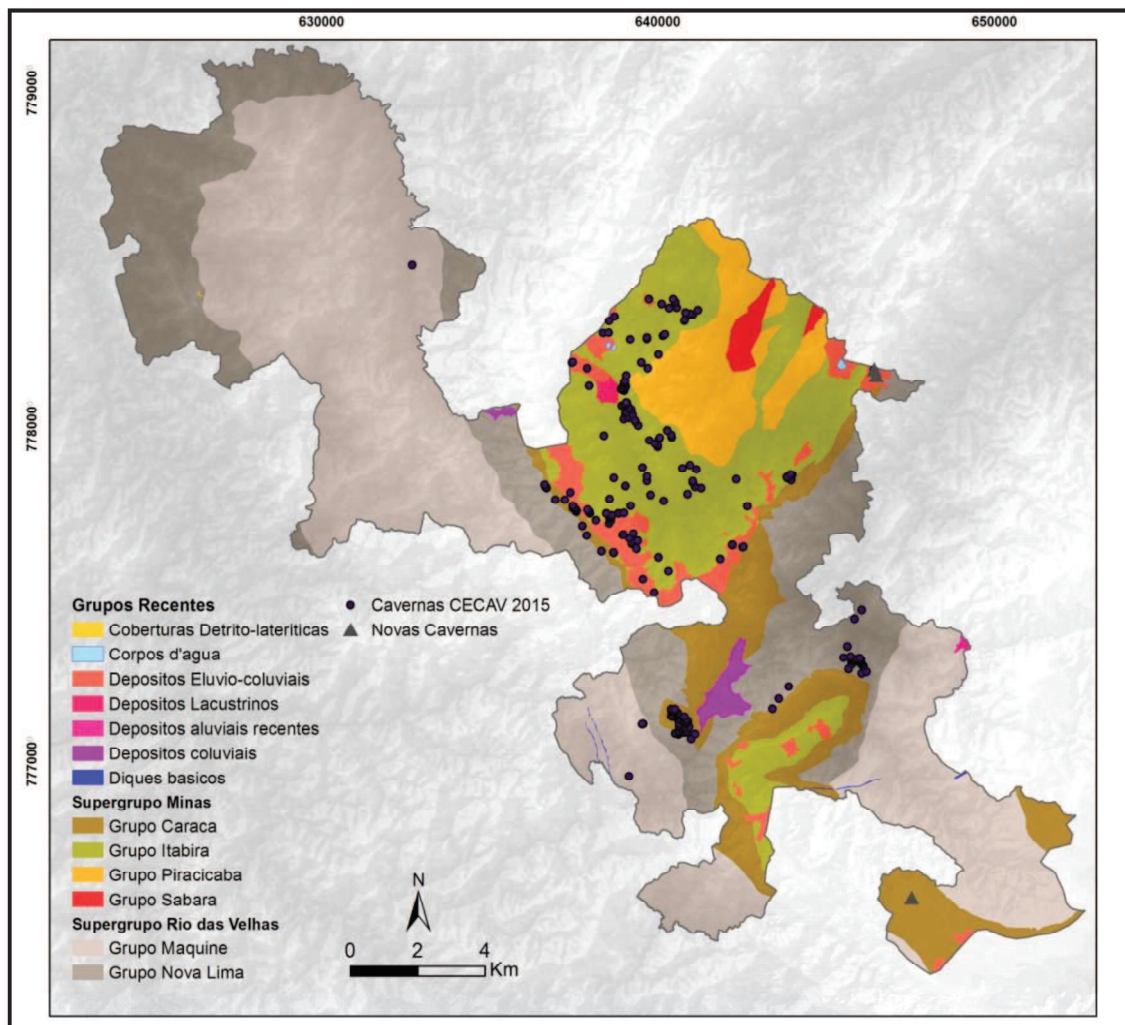 630000 640000 650000
779000
778000
777000
Grupos Recentes
Coberturas Detrito-lateriticas
Corpos d'agua
Depositos Eluvio-coluviais
Depositos Lacustrinos
Depositos aluviais recentes
Depositos coluviais
Diques basicos
Supergrupo Minas
Grupo Caraca
Grupo Itabira
Grupo Piracicaba
Grupo Sabara
Supergrupo Rio das Velhas
Grupo Maquine
Grupo Nova Lima
Cavernas CECAV 2015
Novas Cavernas
N
0 2 4
Km